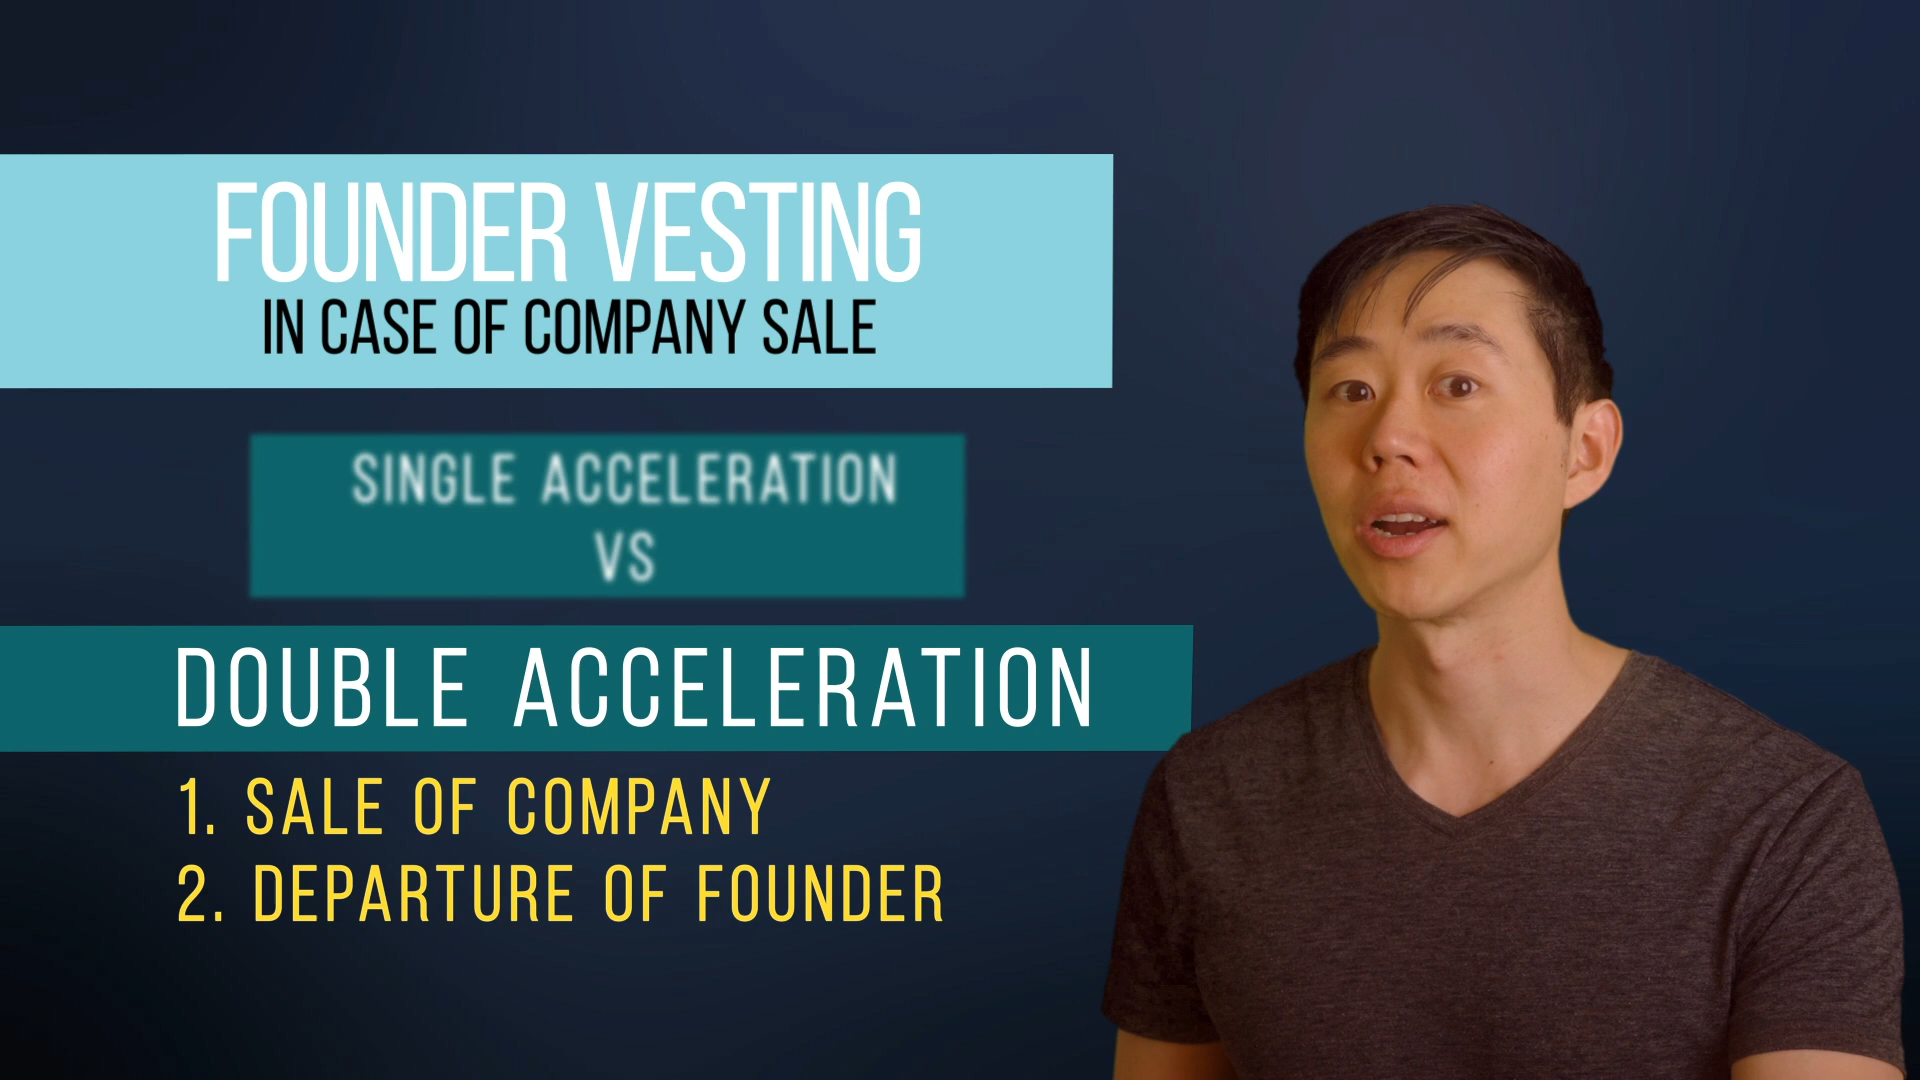 FOUNDER VESTING
IN CASE OF COMPANY SALE
SINGLE ACCELERATION
VS
DOUBLE ACCELERATION
1. SALE OF COMPANY
2. DEPARTURE OF FOUNDER